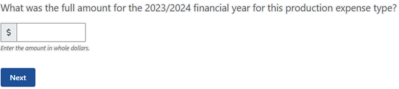 What was the full amount for the 2023/2024 financial year for this production expense type?
$
Enter the amount in whole dollars.
Next